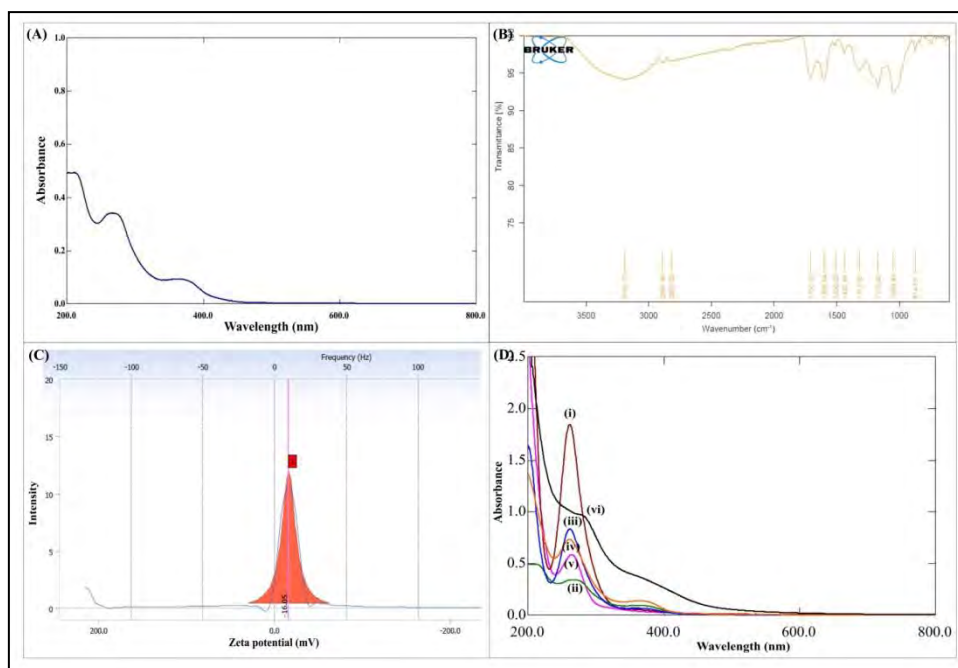 (A)
1.0
0.8
0.6
0.4
0.2
0.0
Absorbance
200.0 400.0 600.0 800.0
Wavelength (nm)
(B)
BRUKER
95
90
85
80
75
Transmittance [%]
3500 3000 2500 2000 1500 1000
Wavenumber (cm-1)
(C)
Frequency (Hz)
-150 -100 -50 0 50 100
20
15
10
5
0
Intensity
-16.05
200.0 0.0 -200.0
Zeta potential (mV)
(D)
2.5
2.0
1.5
1.0
0.5
0.0
Absorbance
(i)
(vi)
(iii)
(iv)
(v)
(ii)
200.0 400.0 600.0 800.0
Wavelength (nm)